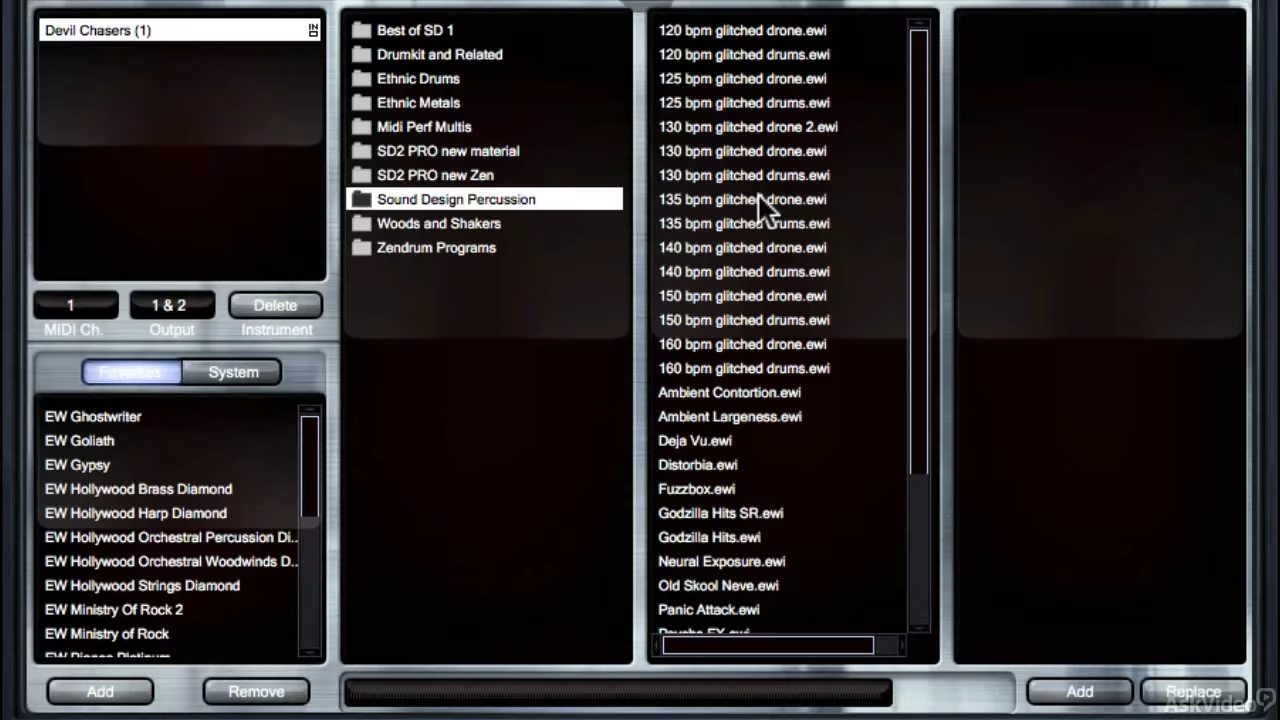 Devil Chasers (1)
1
1 & 2
Delete
MIDI Ch.
Output
Instrument
Favorites
System
EW Ghostwriter
EW Goliath
EW Gypsy
EW Hollywood Brass Diamond
EW Hollywood Harp Diamond
EW Hollywood Orchestral Percussion Di..
EW Hollywood Orchestral Woodwinds D..
EW Hollywood Strings Diamond
EW Ministry Of Rock 2
EW Ministry of Rock
EW Pianos Platinum
Add
Remove
Best of SD 1
Drumkit and Related
Ethnic Drums
Ethnic Metals
Midi Perf Multis
SD2 PRO new material
SD2 PRO new Zen
Sound Design Percussion
Woods and Shakers
Zendrum Programs
120 bpm glitched drone.ewi
120 bpm glitched drums.ewi
125 bpm glitched drone.ewi
125 bpm glitched drums.ewi
130 bpm glitched drone 2.ewi
130 bpm glitched drone.ewi
130 bpm glitched drums.ewi
135 bpm glitched drone.ewi
135 bpm glitched drums.ewi
140 bpm glitched drone.ewi
140 bpm glitched drums.ewi
150 bpm glitched drone.ewi
150 bpm glitched drums.ewi
160 bpm glitched drone.ewi
160 bpm glitched drums.ewi
Ambient Contortion.ewi
Ambient Largeness.ewi
Deja Vu.ewi
Distorbia.ewi
Fuzzbox.ewi
Godzilla Hits SR.ewi
Godzilla Hits.ewi
Neural Exposure.ewi
Old Skool Neve.ewi
Panic Attack.ewi
Psycho FX.ewi
Add
Replace
AskVideo